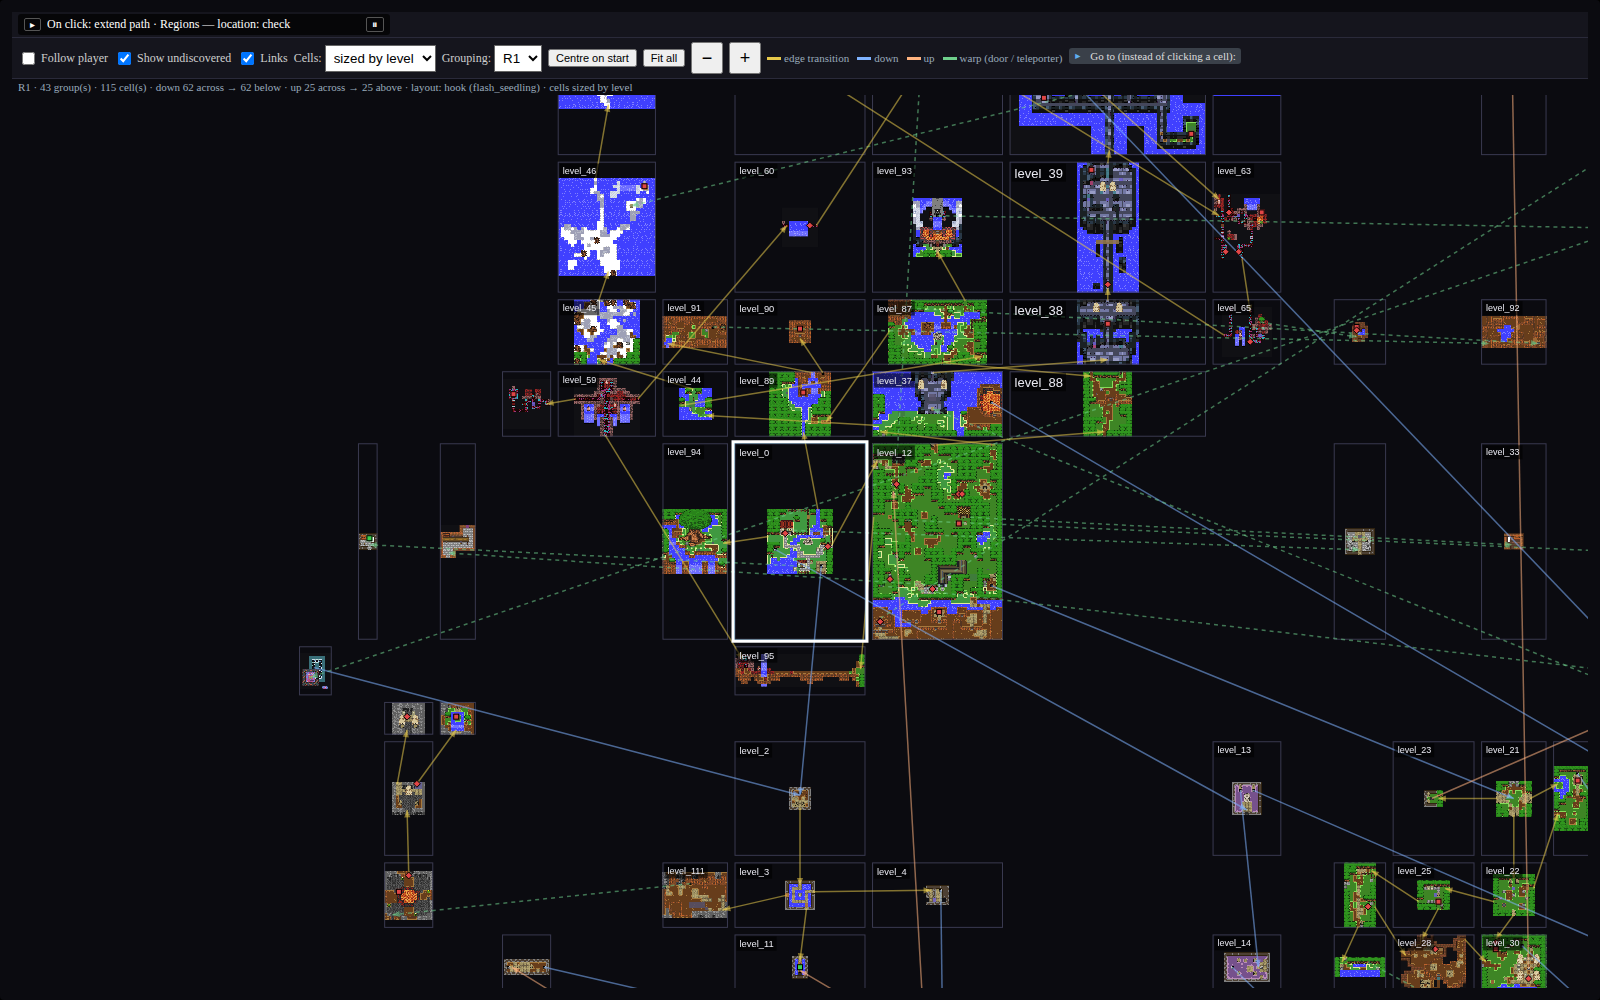 On click: extend path · Regions — location: check
Follow player Show undiscovered Links Cells: sized by level Grouping: R1 Centre on start Fit all − + edge transition down up warp (door / teleporter) Go to (instead of clicking a cell):
R1 · 43 group(s) · 115 cell(s) · down 62 across → 62 below · up 25 across → 25 above · layout: hook (flash_seedling) · cells sized by level
level_46 level_60 level_93 level_39 level_63
level_45 level_91 level_90 level_87 level_38 level_65 level_92
level_59 level_44 level_89 level_37 level_88
level_94 level_0 level_12 level_33
level_95
level_2 level_13 level_23 level_21
level_111 level_3 level_4 level_25 level_22
level_11 level_14 level_28 level_30